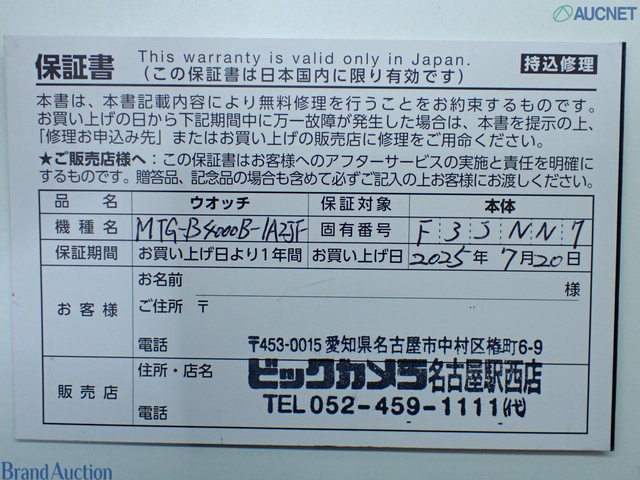 AUCNET
保証書
This warranty is valid only in Japan.
(この保証書は日本国内に限り有効です)
持込修理
本書は、本書記載内容により無料修理を行うことをお約束するものです。
お買い上げの日から下記期間中に万一故障が発生した場合は、本書を提示の上、
「修理お申込み先」またはお買い上げの販売店に修理をご用命ください。
★ご販売店様へ：この保証書はお客様へのアフターサービスの実施と責任を明確に
するものです。贈答品、記念品の場合も含めて必ずご記入の上お客様にお渡しください。
品名 ウオッチ 保証対象 本体
機種名 MTG-B4000B-1A2JF 固有番号 F3JNN7
保証期間 お買い上げ日より1年間 お買い上げ日 2025年7月20日
お客様
お名前 様
ご住所 〒
電話
〒453-0015 愛知県名古屋市中村区椿町6-9
販売店
住所・店名 ビックカメラ名古屋駅西店
電話 TEL052-459-1111(代)
Brand Auction